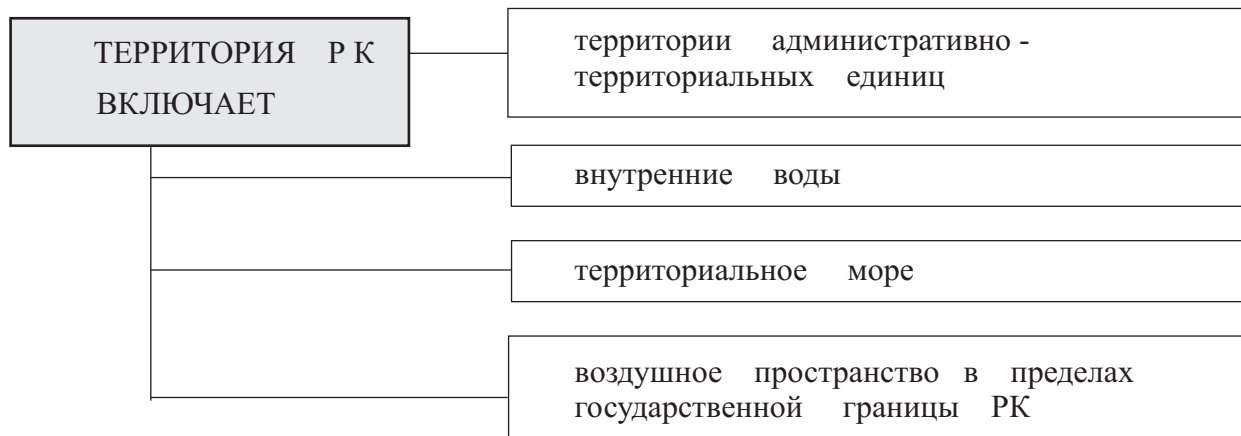 ТЕРРИТОРИЯ Р К
ВКЛЮЧАЕТ
территории административно -
территориальных единиц
внутренние воды
территориальное море
воздушное пространство в пределах
государственной границы РК